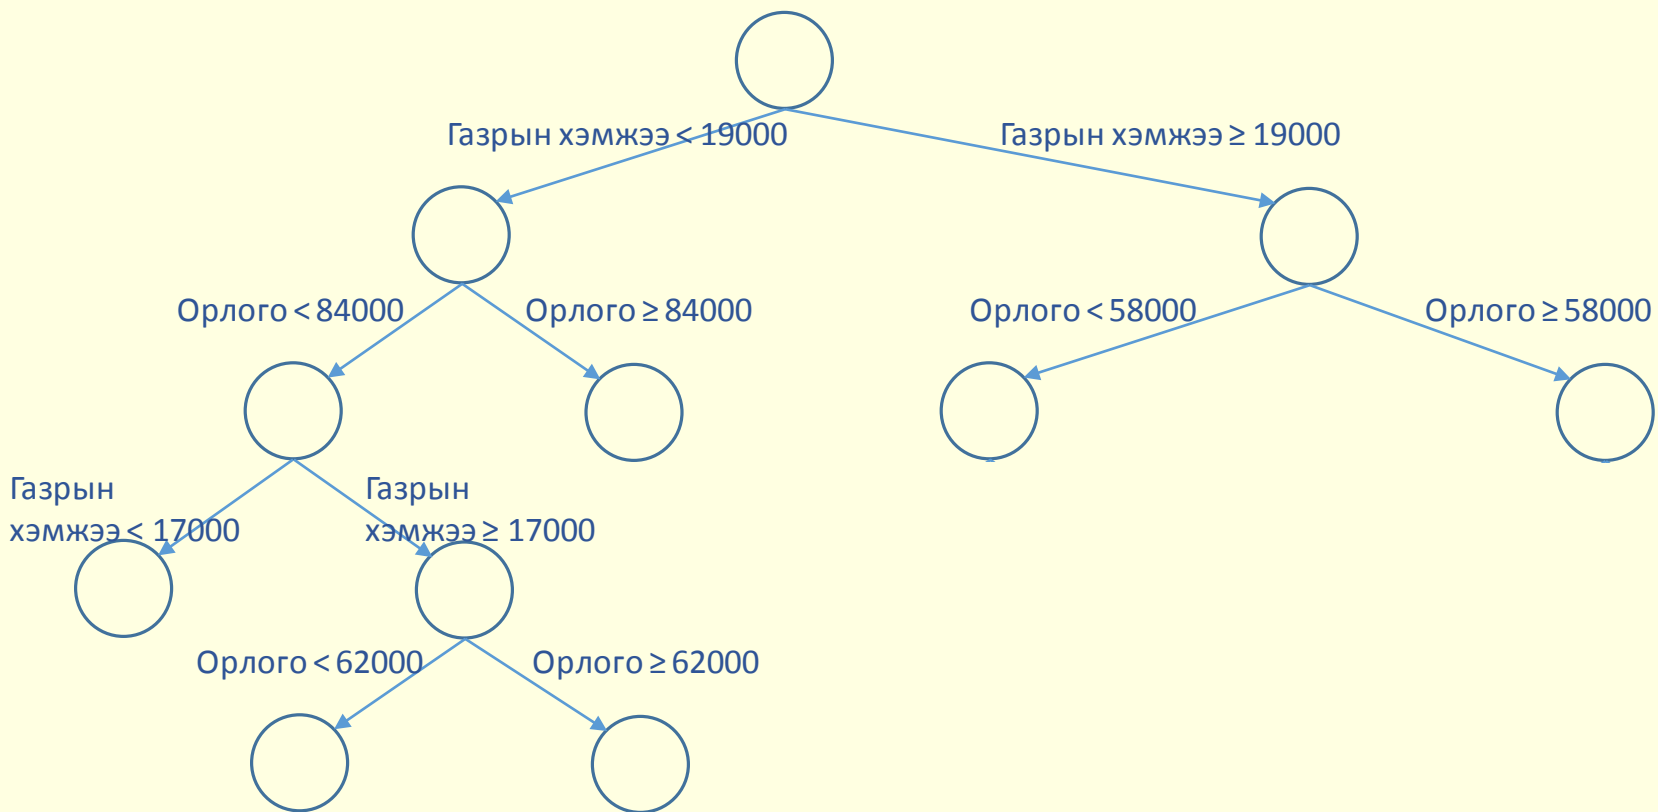 Газрын хэмжээ < 19000
Газрын хэмжээ ≥ 19000
Орлого < 84000
Орлого ≥ 84000
Орлого < 58000
Орлого ≥ 58000
Газрын
хэмжээ < 17000
Газрын
хэмжээ ≥ 17000
Орлого < 62000
Орлого ≥ 62000